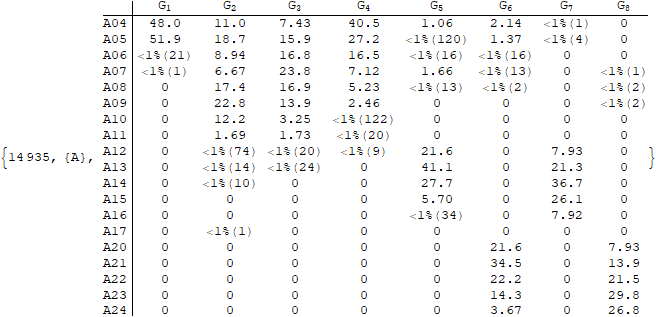 G1 G2 G3 G4 G5 G6 G7 G8
A04 48.0 11.0 7.43 40.5 1.06 2.14 <1%(1) 0
A05 51.9 18.7 15.9 27.2 <1%(120) 1.37 <1%(4) 0
A06 <1%(21) 8.94 16.8 16.5 <1%(16) <1%(16) 0 0
A07 <1%(1) 6.67 23.8 7.12 1.66 <1%(13) 0 <1%(1)
A08 0 17.4 16.9 5.23 <1%(13) <1%(2) 0 <1%(2)
A09 0 22.8 13.9 2.46 0 0 0 <1%(2)
A10 0 12.2 3.25 <1%(122) 0 0 0 0
A11 0 1.69 1.73 <1%(20) 0 0 0 0
{14935, {A}, A12 0 <1%(74) <1%(20) <1%(9) 21.6 0 7.93 0 }
A13 0 <1%(14) <1%(24) 0 41.1 0 21.3 0
A14 0 <1%(10) 0 0 27.7 0 36.7 0
A15 0 0 0 0 5.70 0 26.1 0
A16 0 0 0 0 <1%(34) 0 7.92 0
A17 0 <1%(1) 0 0 0 0 0 0
A20 0 0 0 0 0 21.6 0 7.93
A21 0 0 0 0 0 34.5 0 13.9
A22 0 0 0 0 0 22.2 0 21.5
A23 0 0 0 0 0 14.3 0 29.8
A24 0 0 0 0 0 3.67 0 26.8